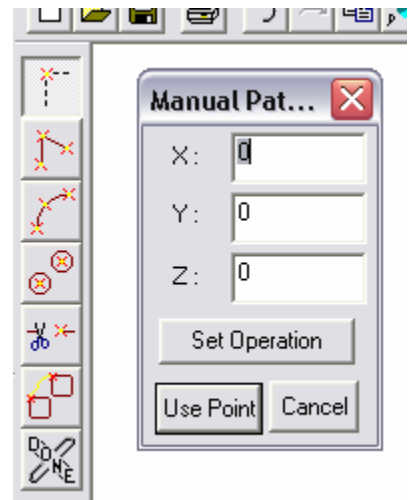 Manual Pat...
X: 0
Y: 0
Z: 0
Set Operation
Use Point Cancel
DONE